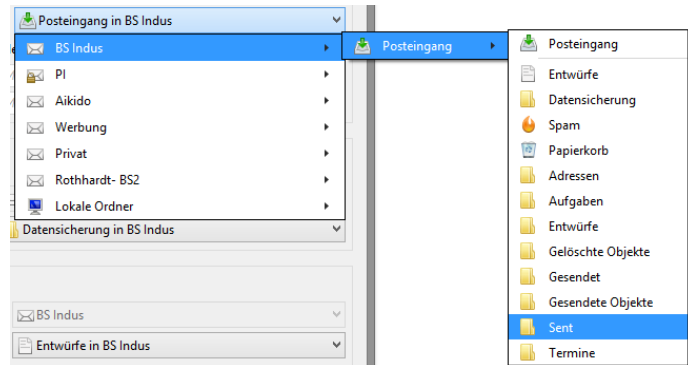 Posteingang in BS Indus
BS Indus
PI
Aikido
Werbung
Privat
Rothhardt- BS2
Lokale Ordner
Datensicherung in BS Indus
BS Indus
Entwürfe in BS Indus
Posteingang
Posteingang
Entwürfe
Datensicherung
Spam
Papierkorb
Adressen
Aufgaben
Entwürfe
Gelöschte Objekte
Gesendet
Gesendete Objekte
Sent
Termine